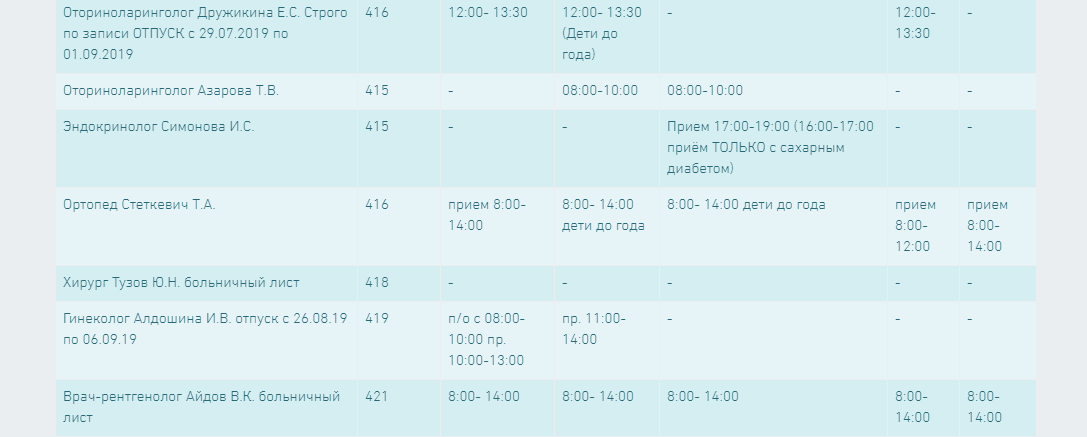 Оториноларинголог Дружикина Е.С. Строго
по записи ОТПУСК с 29.07.2019 по
01.09.2019
416
12:00- 13:30
12:00- 13:30
(Дети до
года)
-
12:00-
13:30
-
Оториноларинголог Азарова Т.В.
415
-
08:00-10:00
08:00-10:00
-
-
Эндокринолог Симонова И.С.
415
-
-
Прием 17:00-19:00 (16:00-17:00
приём ТОЛЬКО с сахарным
диабетом)
-
-
Ортопед Стеткевич Т.А.
416
прием 8:00-
14:00
8:00- 14:00
дети до года
8:00- 14:00 дети до года
прием
8:00-
12:00
прием
8:00-
14:00
Хирург Тузов Ю.Н. больничный лист
418
-
-
-
-
-
Гинеколог Алдошина И.В. отпуск с 26.08.19
по 06.09.19
419
п/о с 08:00-
10:00 пр.
10:00-13:00
пр. 11:00-
14:00
-
-
-
Врач-рентгенолог Айдов В.К. больничный
лист
421
8:00- 14:00
8:00- 14:00
8:00- 14:00
8:00-
14:00
8:00-
14:00